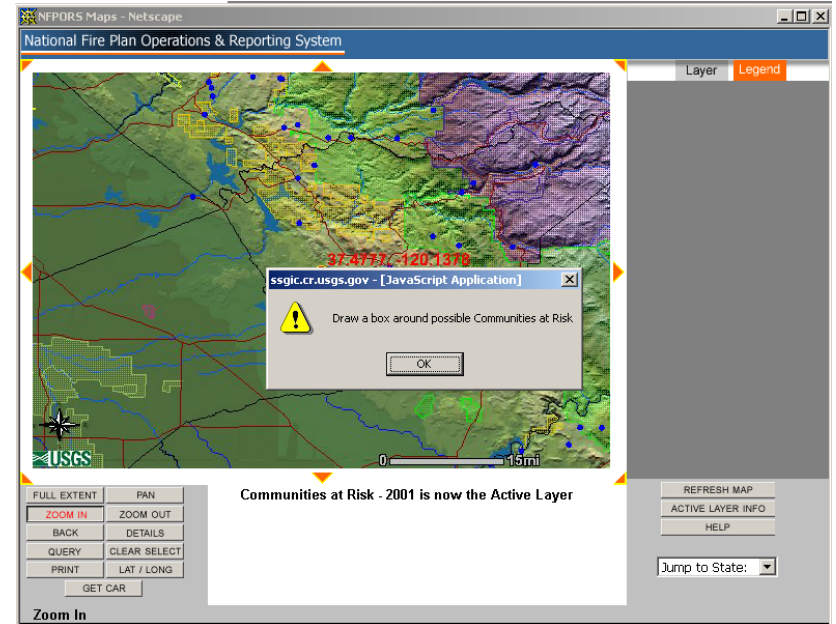 NFPORS Maps - Netscape
National Fire Plan Operations & Reporting System
Layer Legend
37.4777, -120.1378
ssgic.cr.usgs.gov - [JavaScript Application]
Draw a box around possible Communities at Risk
OK
USGS
0 15mi
Communities at Risk - 2001 is now the Active Layer
FULL EXTENT PAN
ZOOM IN ZOOM OUT
BACK DETAILS
QUERY CLEAR SELECT
PRINT LAT / LONG
GET CAR
REFRESH MAP
ACTIVE LAYER INFO
HELP
Jump to State:
Zoom In